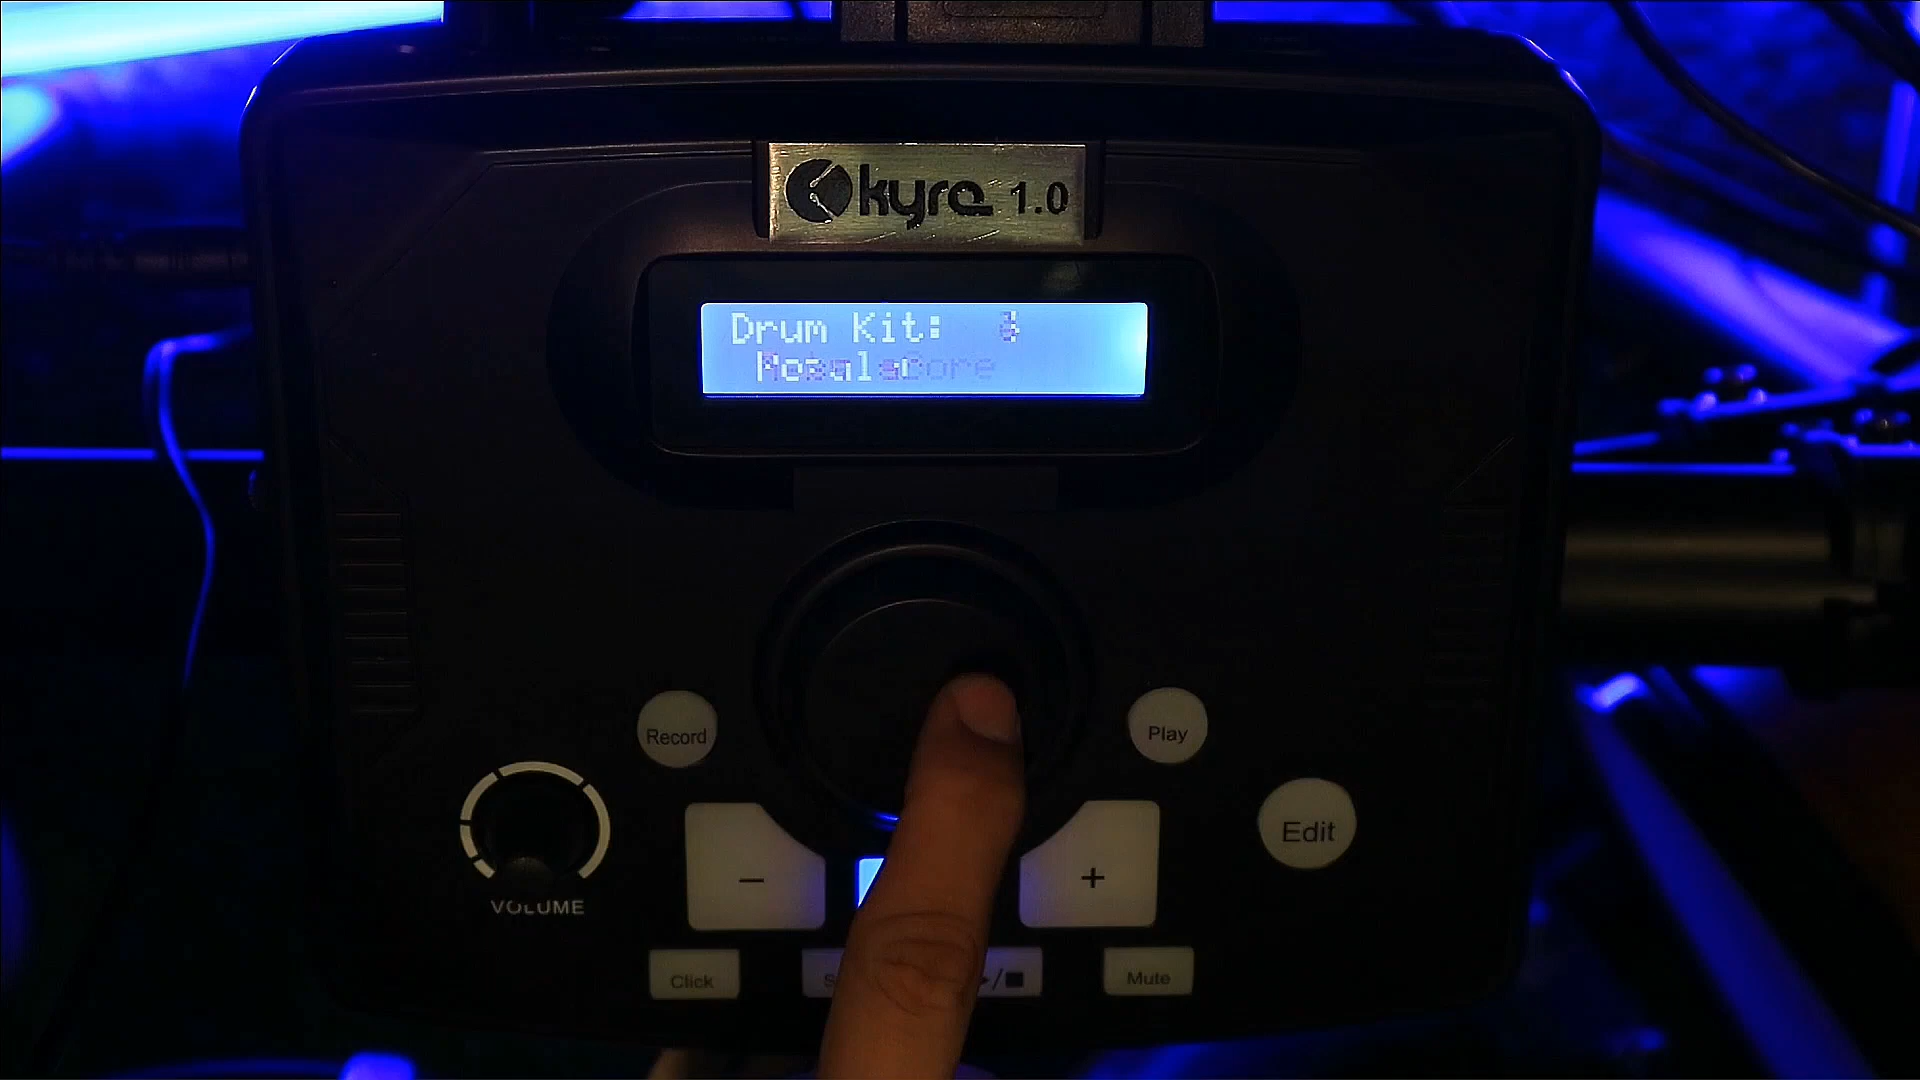 kyre 1.0
Drum Kit:
Record
Play
Edit
VOLUME
−
+
Click
S
/■
Mute